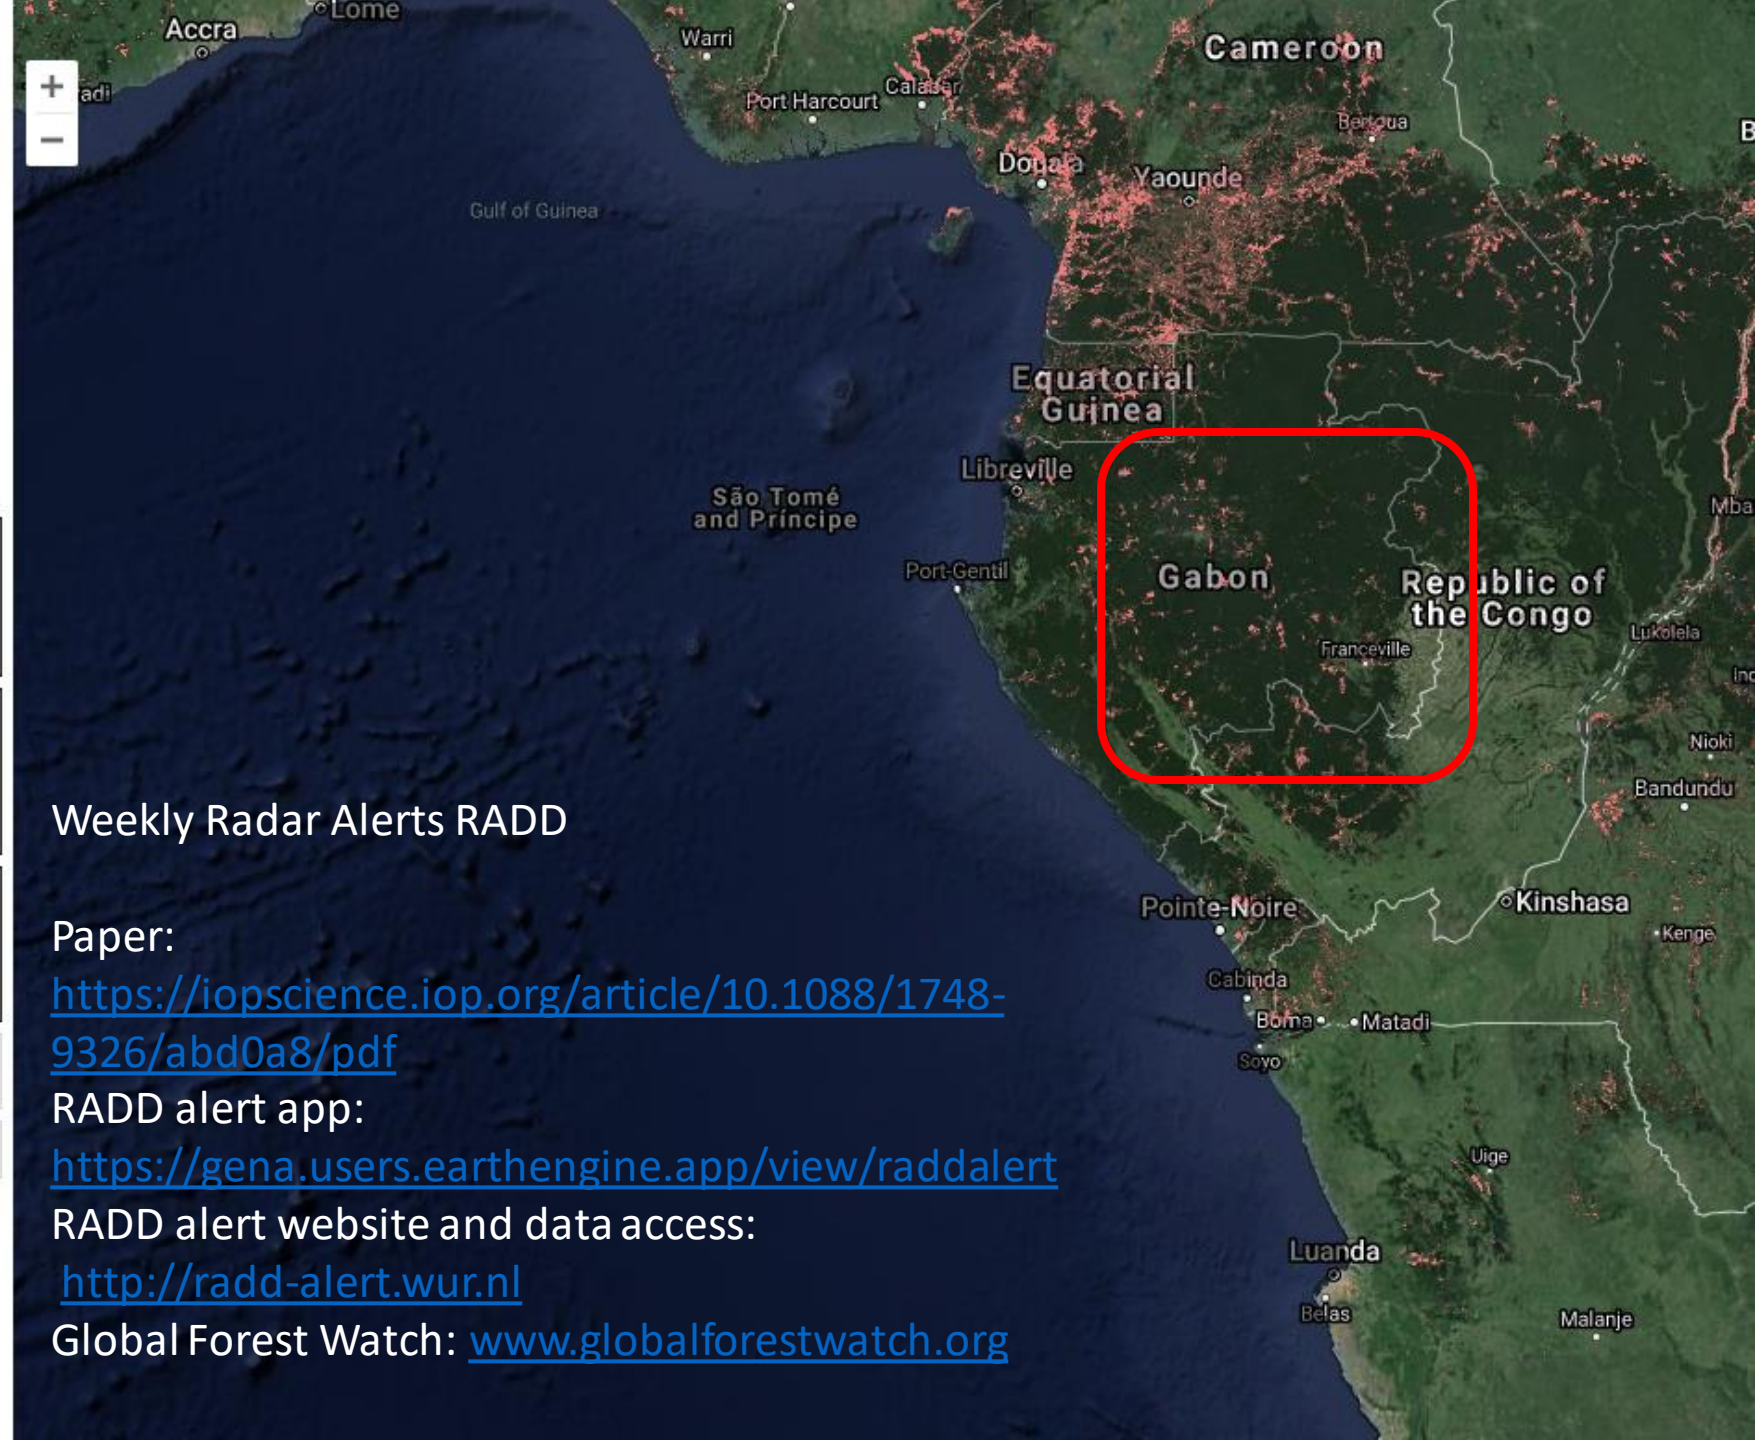 Lome
Accra
Warri
Cameroon
+
adi
Port Harcourt
Calabar
Bertoua
B
−
Douala
Yaounde
Gulf of Guinea
Equatorial
Guinea
Libreville
São Tomé
and Príncipe
Mba
Port-Gentil
Gabon
Republic of
the Congo
Lukolela
Franceville
Inc
Nioki
Bandundu
Weekly Radar Alerts RADD
Pointe-Noire
Kinshasa
Kenge
Paper:
https://iopscience.iop.org/article/10.1088/1748-
9326/abd0a8/pdf
Cabinda
Boma
Matadi
Soyo
RADD alert app:
https://gena.users.earthengine.app/view/raddalert
Uige
RADD alert website and data access:
http://radd-alert.wur.nl
Luanda
Belas
Malanje
Global Forest Watch: www.globalforestwatch.org